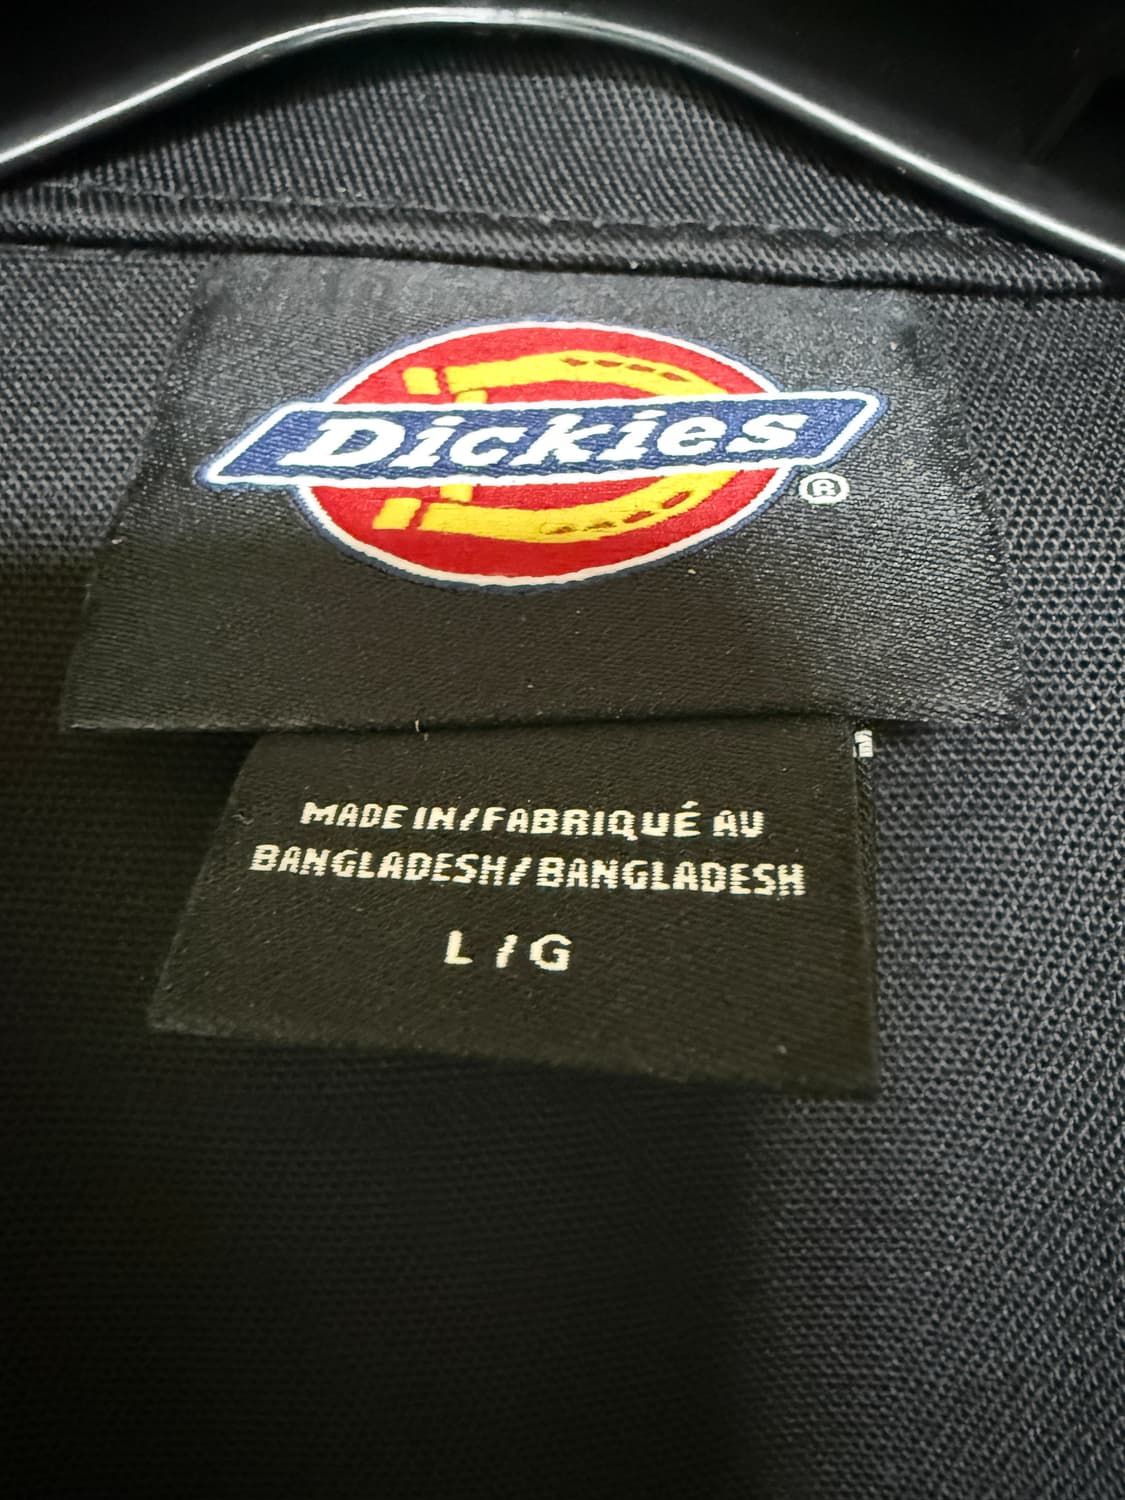 Dickies®
MADE IN/FABRIQUÉ AU
BANGLADESH/BANGLADESH
L / G